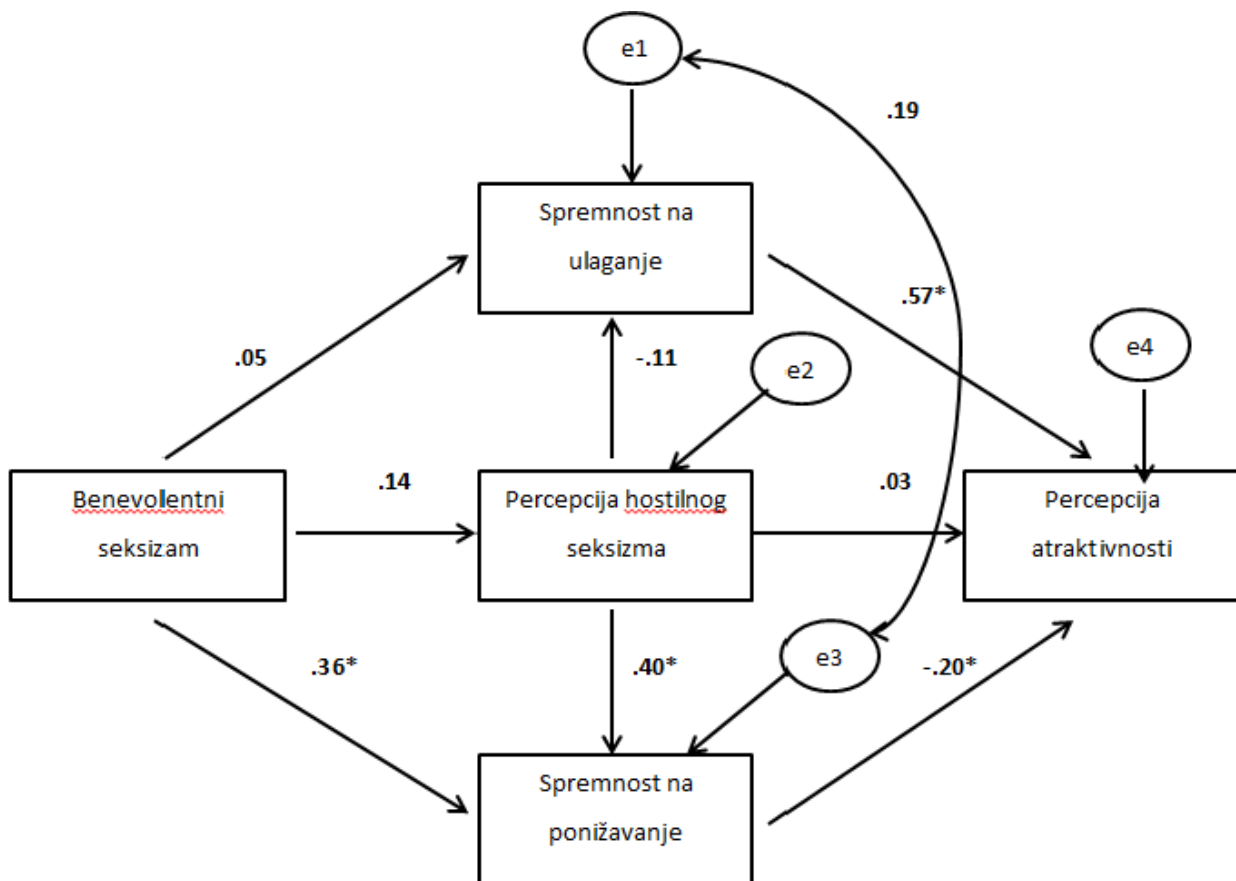 e1
.19
Spremnost na
ulaganje
.57*
e4
.05
-.11
e2
Benevolentni
seksizam
.14
Percepcija hostilnog
seksizma
.03
Percepcija
atraktivnosti
.36*
.40*
e3
-.20*
Spremnost na
ponižavanje